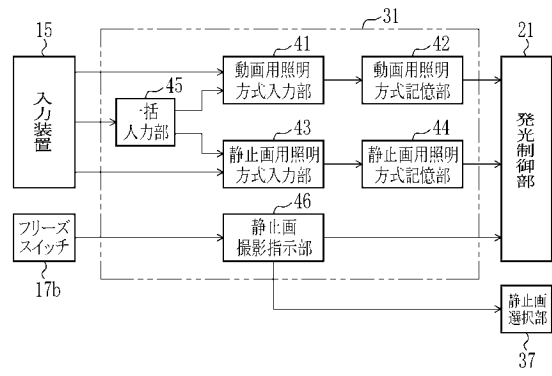 31
15
41
42
21
入力装置
45
一括
入力部
動画用照明
方式入力部
動画用照明
方式記憶部
43
44
静止画用照明
方式入力部
静止画用照明
方式記憶部
発光制御部
46
フリーズ
スイッチ
17b
静止画
撮影指示部
静止画
選択部
37